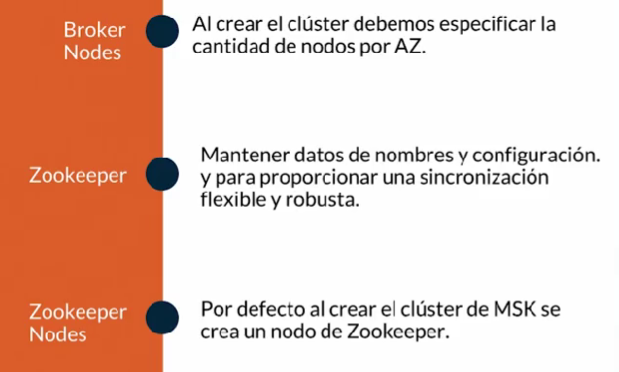 Broker
Nodes
Al crear el clúster debemos especificar la
cantidad de nodos por AZ.
Zookeeper
Mantener datos de nombres y configuración.
y para proporcionar una sincronización
flexible y robusta.
Zookeeper
Nodes
Por defecto al crear el clúster de MSK se
crea un nodo de Zookeeper.